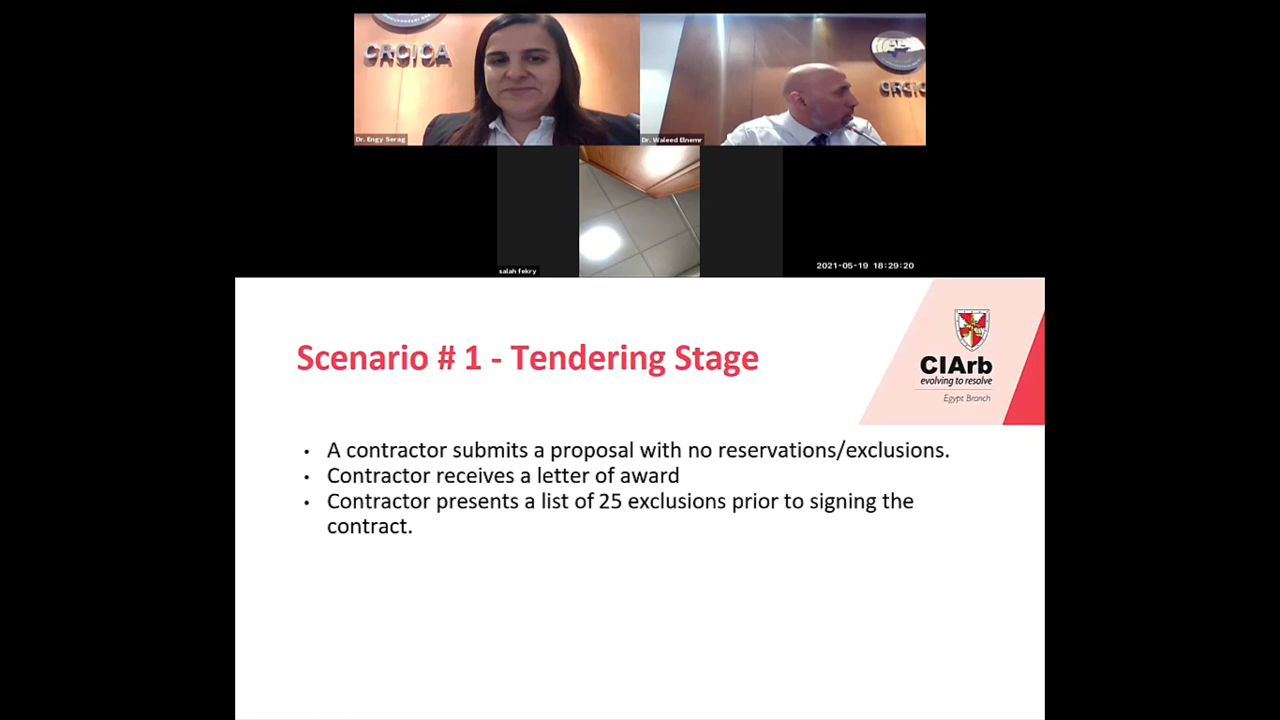 CRCICA
CRCIC
Dr. Engy Serag
Dr. Waleed Elnemr
salah fekry
2021-05-19 18:29:20
Scenario # 1 - Tendering Stage
CIArb
evolving to resolve
Egypt Branch
• A contractor submits a proposal with no reservations/exclusions.
• Contractor receives a letter of award
• Contractor presents a list of 25 exclusions prior to signing the
contract.